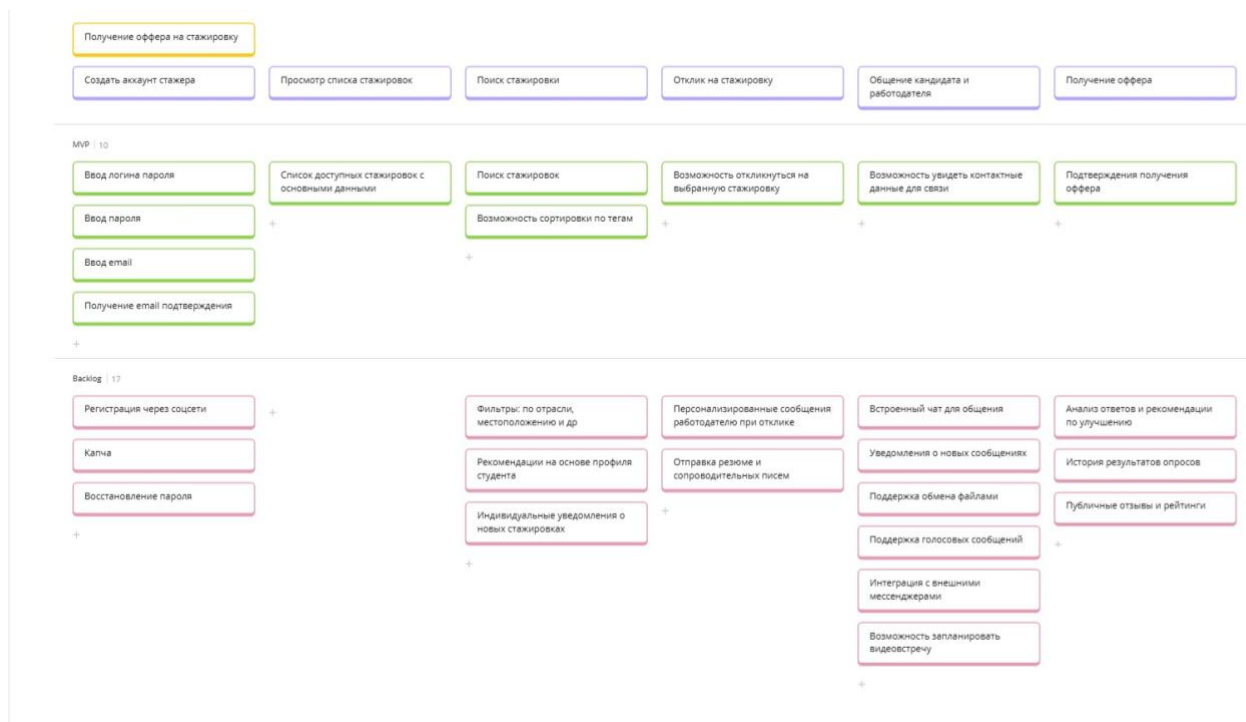 Получение оффера на стажировку
Создать аккаунт стажера
Просмотр списка стажировок
Поиск стажировки
Отклик на стажировку
Общение кандидата и
работодателя
Получение оффера
MVP | 10
Ввод логина пароля
Список доступных стажировок с
основными данными
Поиск стажировок
Возможность откликнуться на
выбранную стажировку
Возможность увидеть контактные
данные для связи
Подтверждения получения
оффера
Ввод пароля
Возможность сортировки по тегам
Ввод email
Получение email подтверждения
Backlog | 17
Регистрация через соцсети
Фильтры: по отрасли,
местоположению и др
Персонализированные сообщения
работодателю при отклике
Встроенный чат для общения
Анализ ответов и рекомендации
по улучшению
Капча
Рекомендации на основе профиля
студента
Отправка резюме и
сопроводительных писем
Уведомления о новых сообщениях
История результатов опросов
Восстановление пароля
Индивидуальные уведомления о
новых стажировках
Поддержка обмена файлами
Публичные отзывы и рейтинги
Поддержка голосовых сообщений
Интеграция с внешними
мессенджерами
Возможность запланировать
видеовстречу